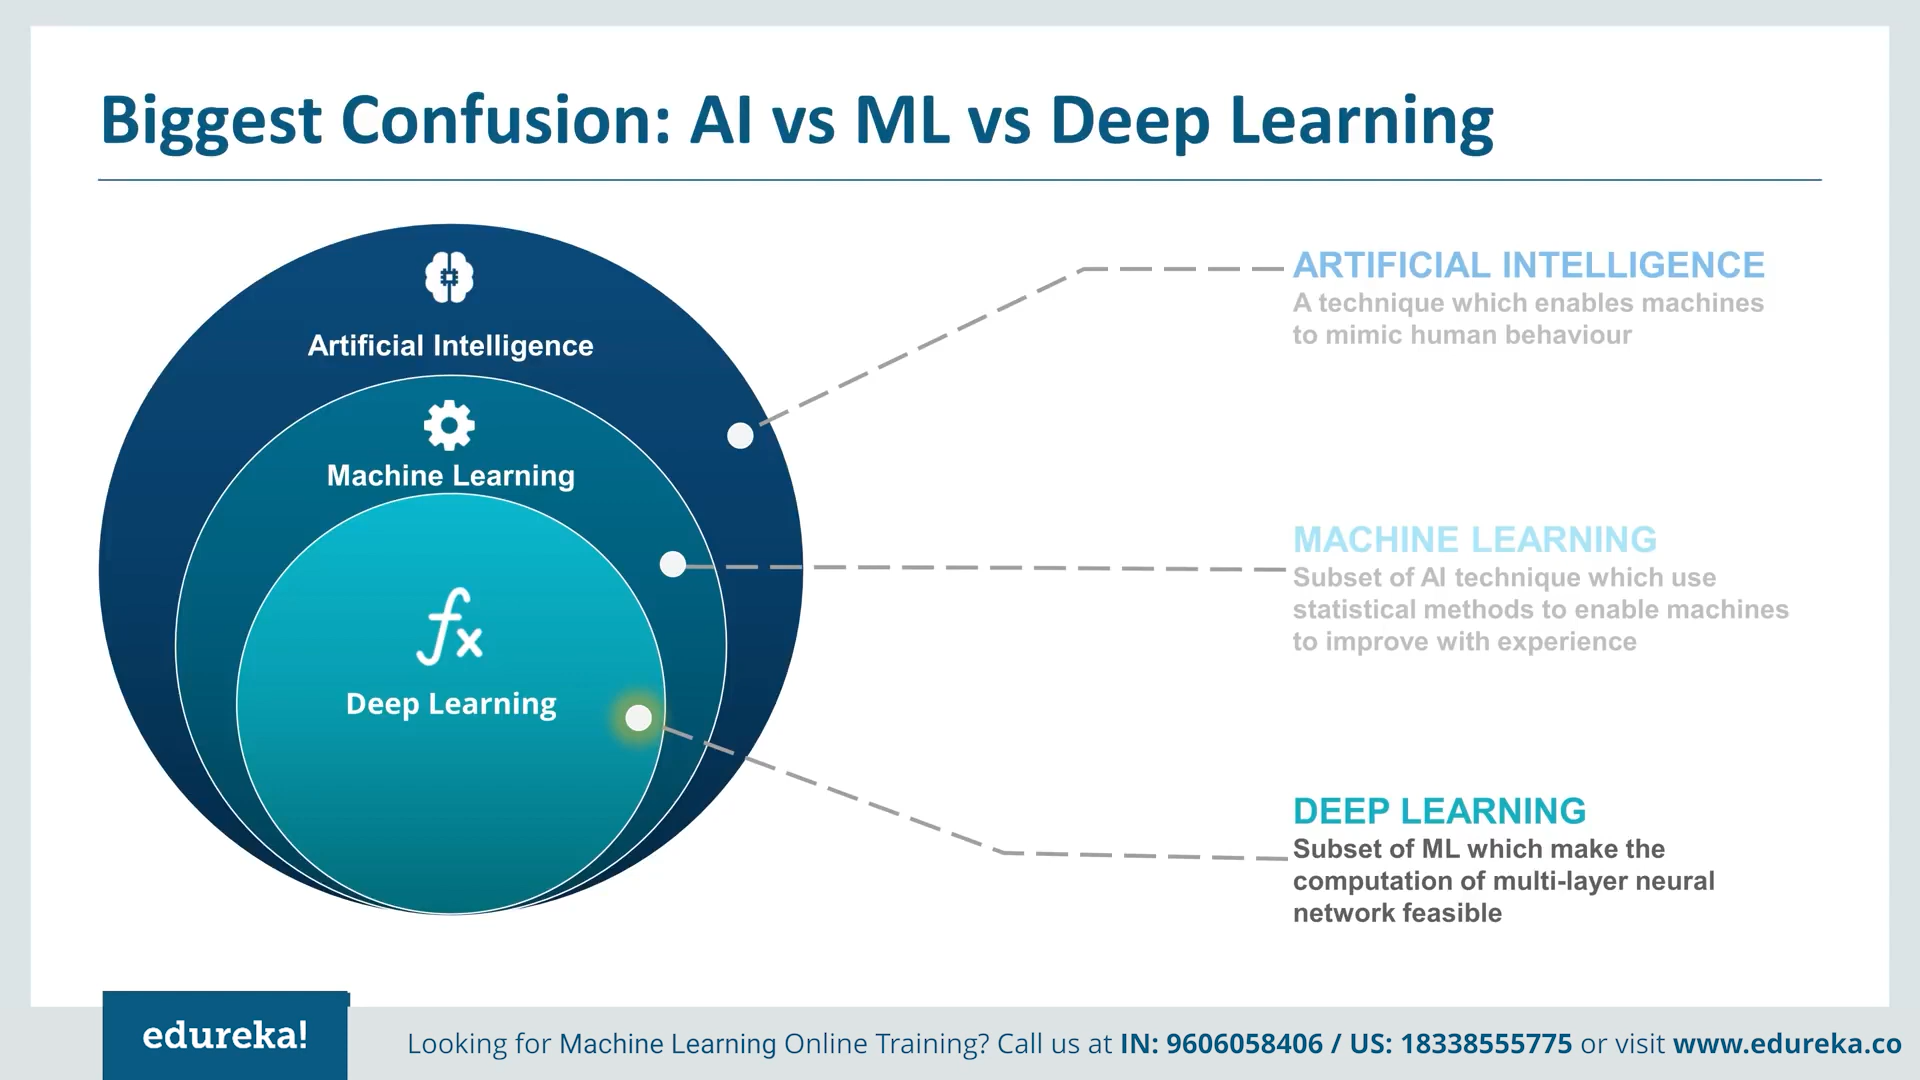 Biggest Confusion: AI vs ML vs Deep Learning
Artificial Intelligence
Machine Learning
fx
Deep Learning
ARTIFICIAL INTELLIGENCE
A technique which enables machines
to mimic human behaviour
MACHINE LEARNING
Subset of AI technique which use
statistical methods to enable machines
to improve with experience
DEEP LEARNING
Subset of ML which make the
computation of multi-layer neural
network feasible
edureka!
Looking for Machine Learning Online Training? Call us at IN: 9606058406 / US: 18338555775 or visit www.edureka.co